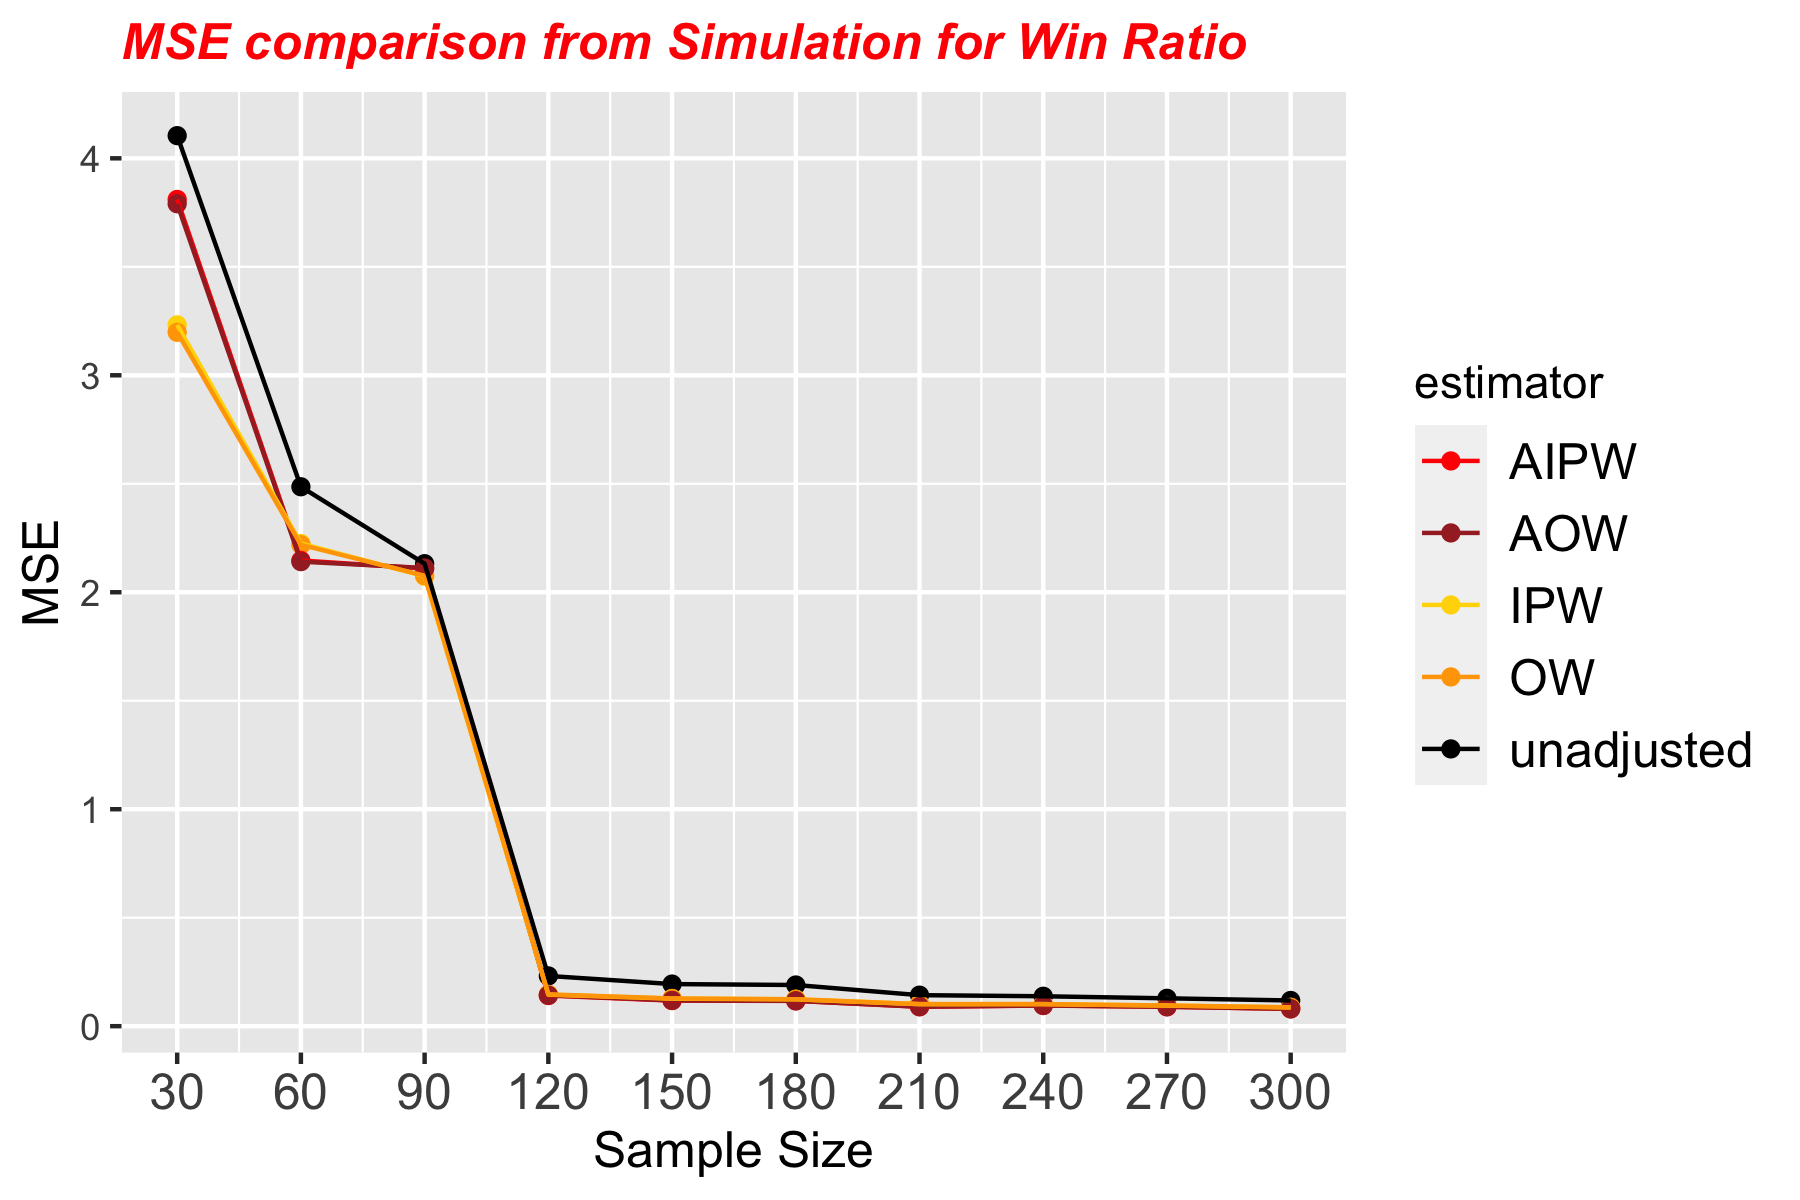 MSE comparison from Simulation for Win Ratio
4
3
2
1
0
MSE
30 60 90 120 150 180 210 240 270 300
Sample Size
estimator
AIPW
AOW
IPW
OW
unadjusted